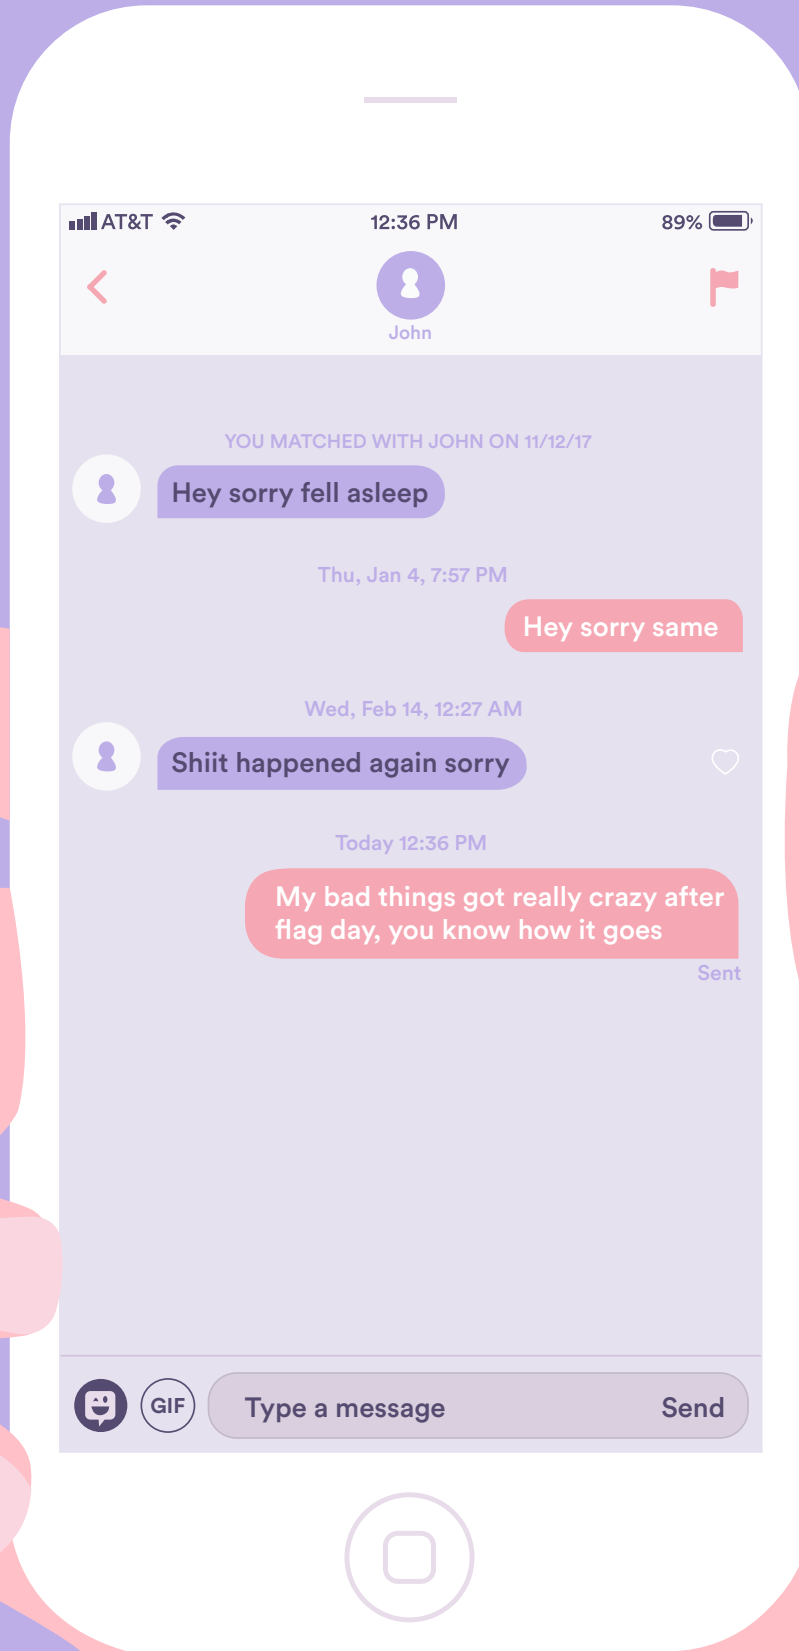 AT&T 12:36 PM 89%
John
YOU MATCHED WITH JOHN ON 11/12/17
Hey sorry fell asleep
Thu, Jan 4, 7:57 PM
Hey sorry same
Wed, Feb 14, 12:27 AM
Shiit happened again sorry
Today 12:36 PM
My bad things got really crazy after
flag day, you know how it goes
Sent
GIF Type a message Send